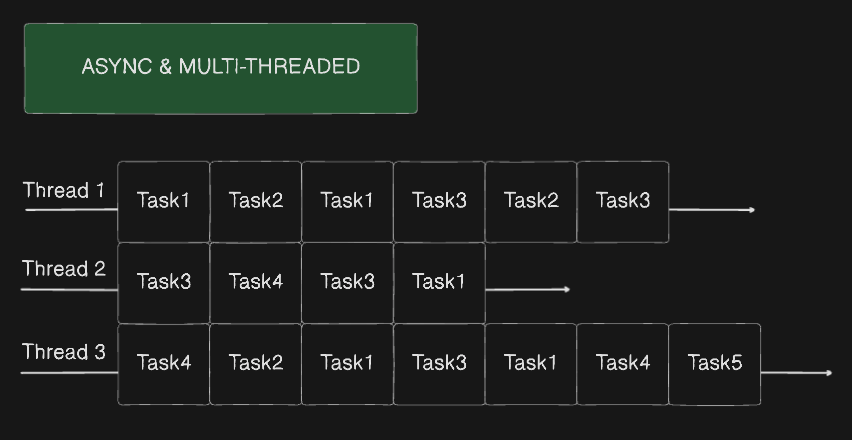 ASYNC & MULTI-THREADED
Thread 1 Task1 Task2 Task1 Task3 Task2 Task3
Thread 2 Task3 Task4 Task3 Task1
Thread 3 Task4 Task2 Task1 Task3 Task1 Task4 Task5